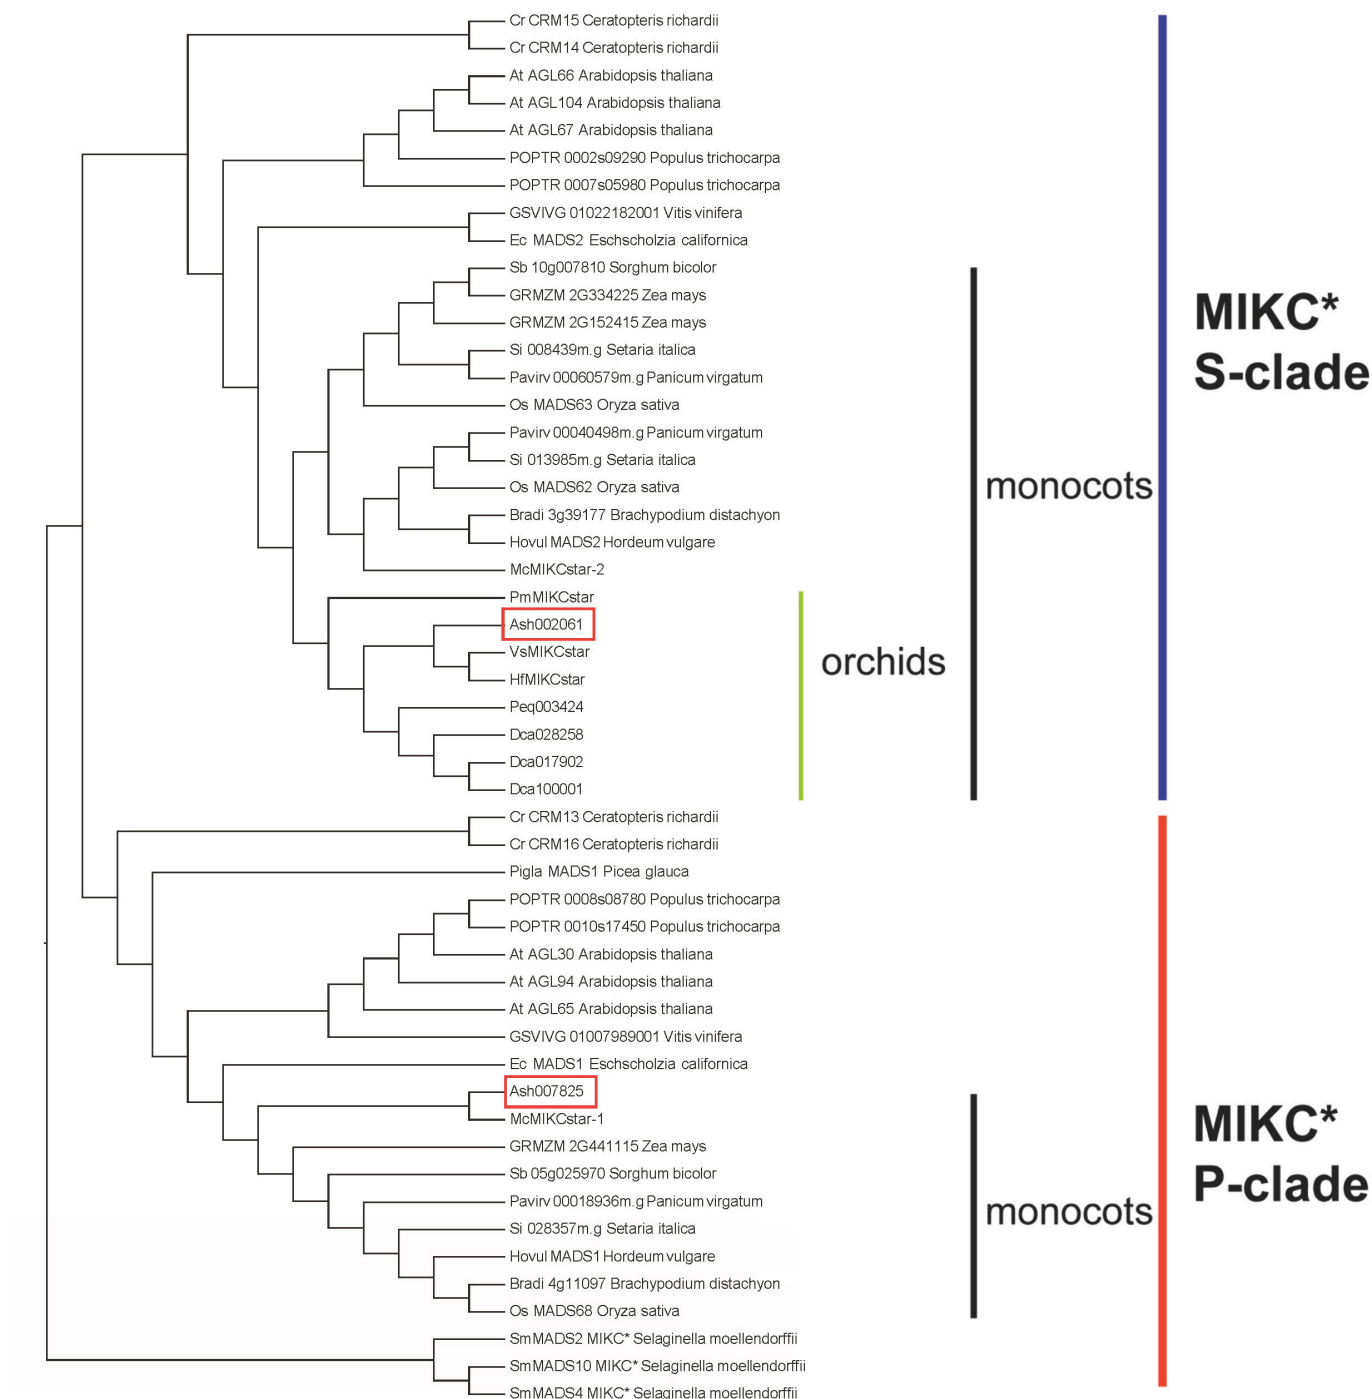 Cr CRM15 Ceratopteris richardii
Cr CRM14 Ceratopteris richardii
At AGL66 Arabidopsis thaliana
At AGL104 Arabidopsis thaliana
At AGL67 Arabidopsis thaliana
POPTR 0002s09290 Populus trichocarpa
POPTR 0007s05980 Populus trichocarpa
GSVIVG 01022182001 Vitis vinifera
Ec MADS2 Eschscholzia californica
Sb 10g007810 Sorghum bicolor
GRMZM 2G334225 Zea mays
GRMZM 2G152415 Zea mays
Si 008439m.g Setaria italica
Pavirv 00060579m.g Panicum virgatum
Os MADS63 Oryza sativa
Pavirv 00040498m.g Panicum virgatum
Si 013985m.g Setaria italica
Os MADS62 Oryza sativa
Bradi 3g39177 Brachypodium distachyon
Hovul MADS2 Hordeum vulgare
McMIKCstar-2
PmMIKCstar
Ash002061
VsMIKCstar
HfMIKCstar
Peq003424
Dca028258
Dca017902
Dca100001
Cr CRM13 Ceratopteris richardii
Cr CRM16 Ceratopteris richardii
Pigla MADS1 Picea glauca
POPTR 0008s08780 Populus trichocarpa
POPTR 0010s17450 Populus trichocarpa
At AGL30 Arabidopsis thaliana
At AGL94 Arabidopsis thaliana
At AGL65 Arabidopsis thaliana
GSVIVG 01007989001 Vitis vinifera
Ec MADS1 Eschscholzia californica
Ash007825
McMIKCstar-1
GRMZM 2G441115 Zea mays
Sb 05g025970 Sorghum bicolor
Pavirv 00018936m.g Panicum virgatum
Si 028357m.g Setaria italica
Hovul MADS1 Hordeum vulgare
Bradi 4g11097 Brachypodium distachyon
Os MADS68 Oryza sativa
SmMADS2 MIKC* Selaginella moellendorffii
SmMADS10 MIKC* Selaginella moellendorffii
SmMADS4 MIKC* Selaginella moellendorffii
orchids
monocots
monocots
MIKC*
S-clade
MIKC*
P-clade